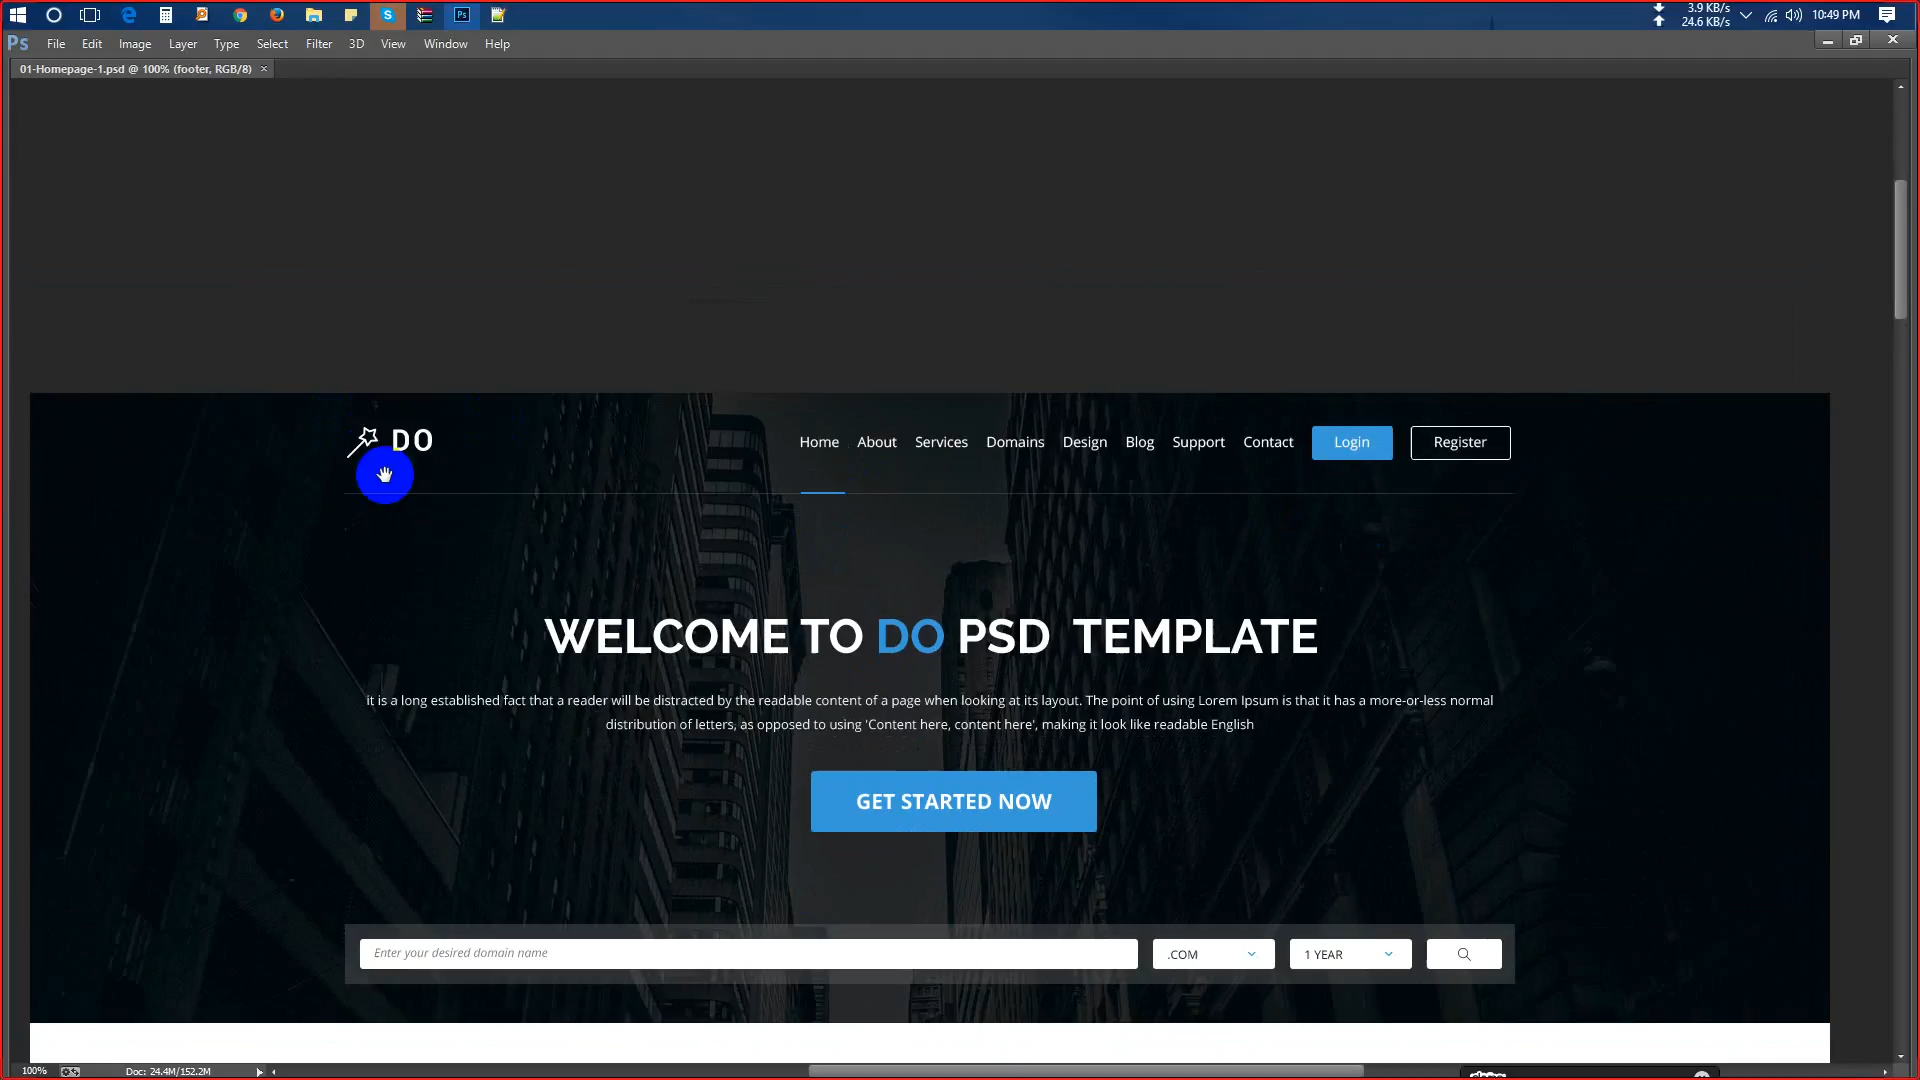 3.9 KB/s
24.6 KB/s
10:49 PM
Ps File Edit Image Layer Type Select Filter 3D View Window Help
01-Homepage-1.psd @ 100% (footer, RGB/8)
DO
Home About Services Domains Design Blog Support Contact Login Register
WELCOME TO DO PSD TEMPLATE
it is a long established fact that a reader will be distracted by the readable content of a page when looking at its layout. The point of using Lorem Ipsum is that it has a more-or-less normal
distribution of letters, as opposed to using 'Content here, content here', making it look like readable English
GET STARTED NOW
Enter your desired domain name .COM 1 YEAR
100% Doc: 24.4M/152.2M